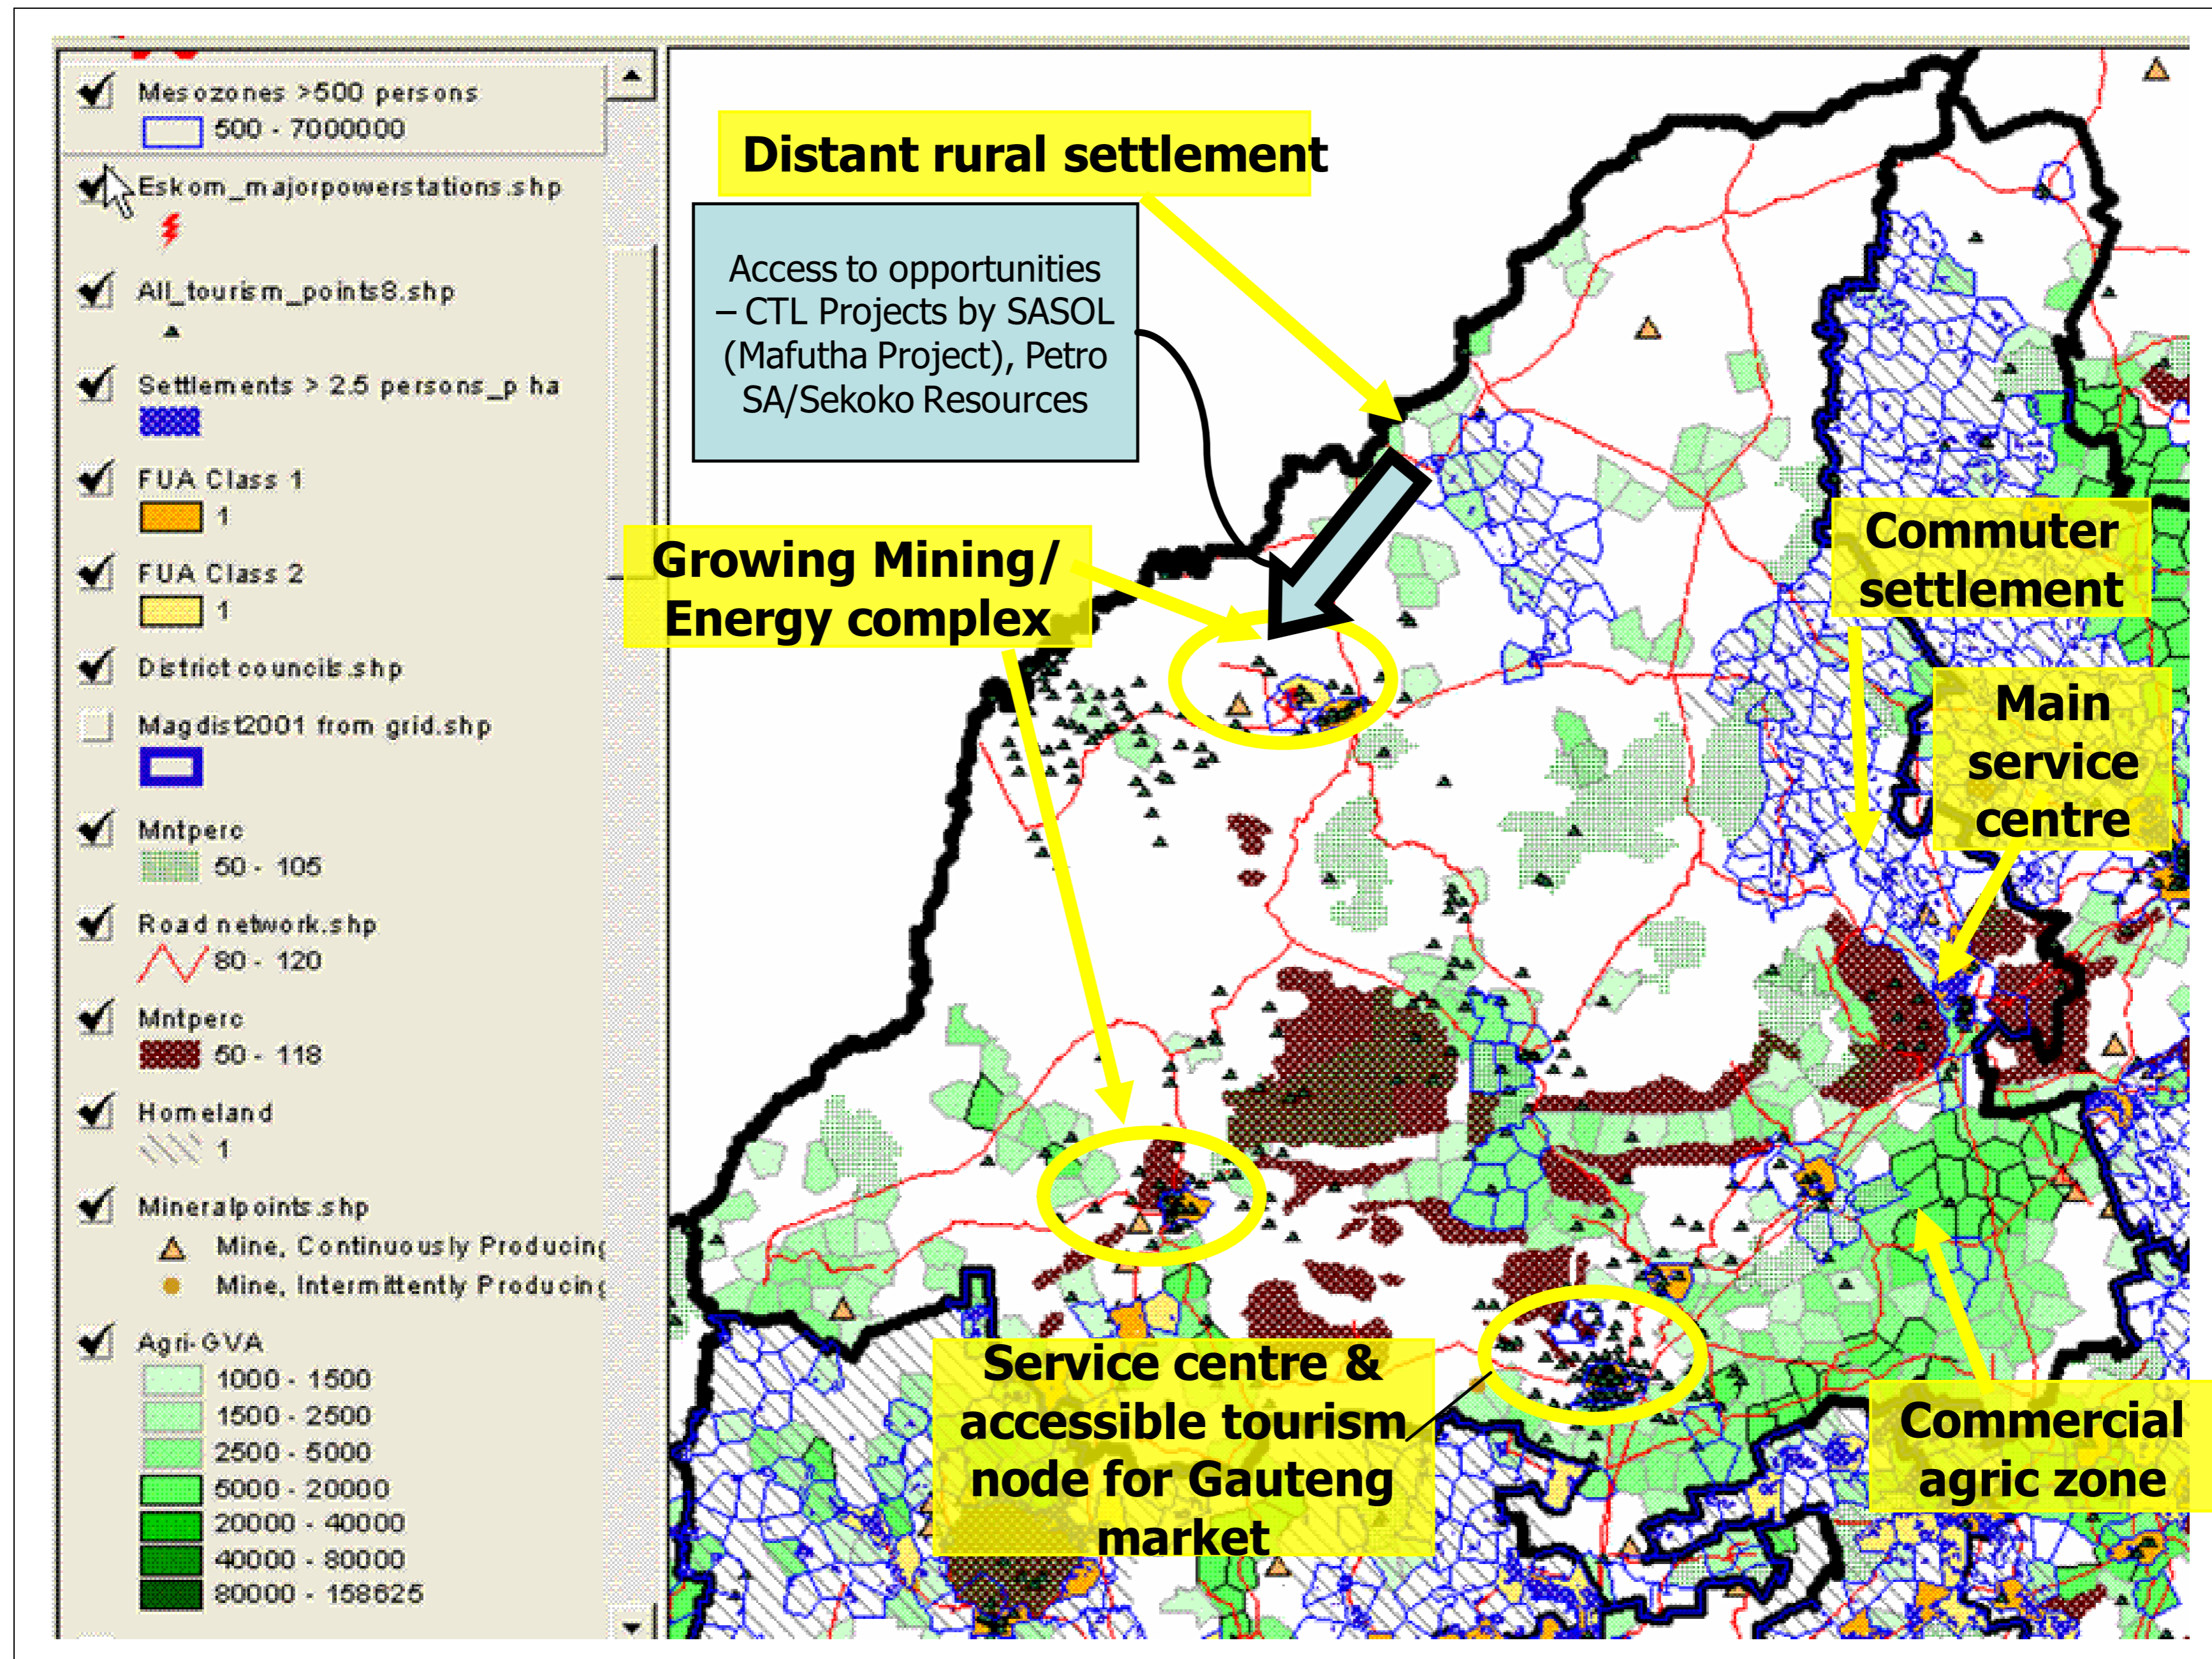 Mesozones >500 persons
500 - 7000000
Eskom_majorpowerstations.shp
All_tourism_points8.shp
Settlements > 2.5 persons_p ha
FUA Class 1
1
FUA Class 2
1
District councils.shp
Magdist2001 from grid.shp
Mntperc
50 - 105
Road network.shp
80 - 120
Mntperc
50 - 118
Homeland
1
Mineralpoints.shp
Mine, Continuously Producing
Mine, Intermittently Producing
Agri-GVA
1000 - 1500
1500 - 2500
2500 - 5000
5000 - 20000
20000 - 40000
40000 - 80000
80000 - 158625
Distant rural settlement
Access to opportunities
– CTL Projects by SASOL
(Mafutha Project), Petro
SA/Sekoko Resources
Growing Mining/
Energy complex
Commuter
settlement
Main
service
centre
Service centre &
accessible tourism
node for Gauteng
market
Commercial
agric zone